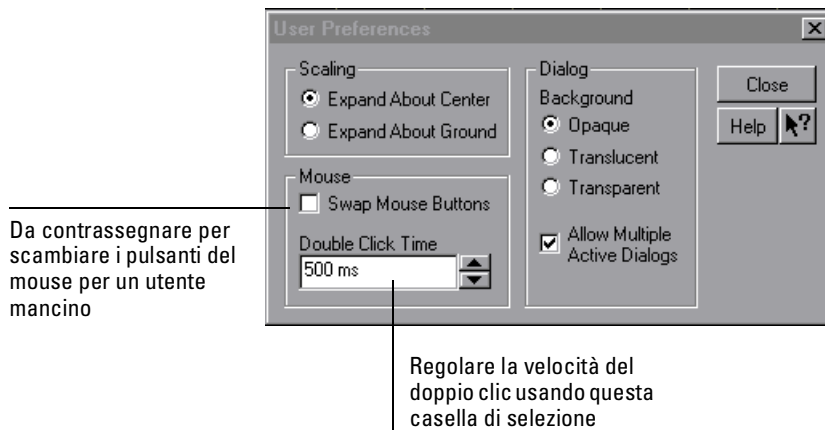 User Preferences
Scaling
Expand About Center
Expand About Ground
Mouse
Swap Mouse Buttons
Double Click Time
500 ms
Dialog
Background
Opaque
Translucent
Transparent
Allow Multiple
Active Dialogs
Close
Help
?
Da contrassegnare per
scambiare i pulsanti del
mouse per un utente
mancino
Regolare la velocità del
doppio clic usando questa
casella di selezione